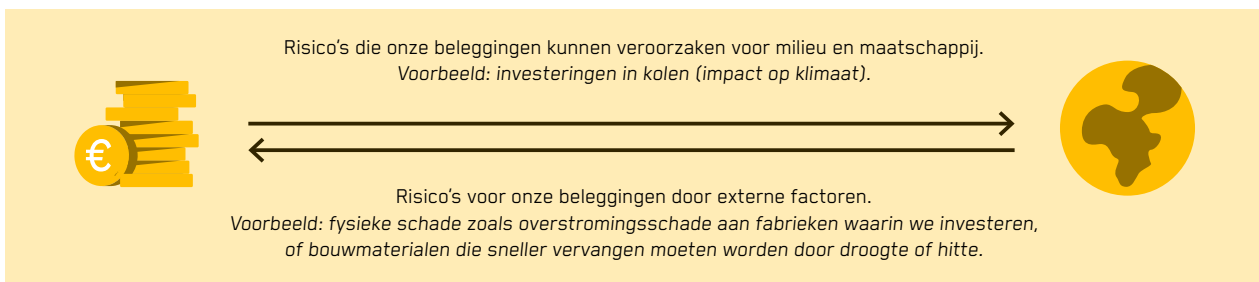 Risico's die onze beleggingen kunnen veroorzaken voor milieu en maatschappij.
Voorbeeld: investeringen in kolen (impact op klimaat).
€
Risico's voor onze beleggingen door externe factoren.
Voorbeeld: fysieke schade zoals overstromingsschade aan fabrieken waarin we investeren,
of bouwmaterialen die sneller vervangen moeten worden door droogte of hitte.